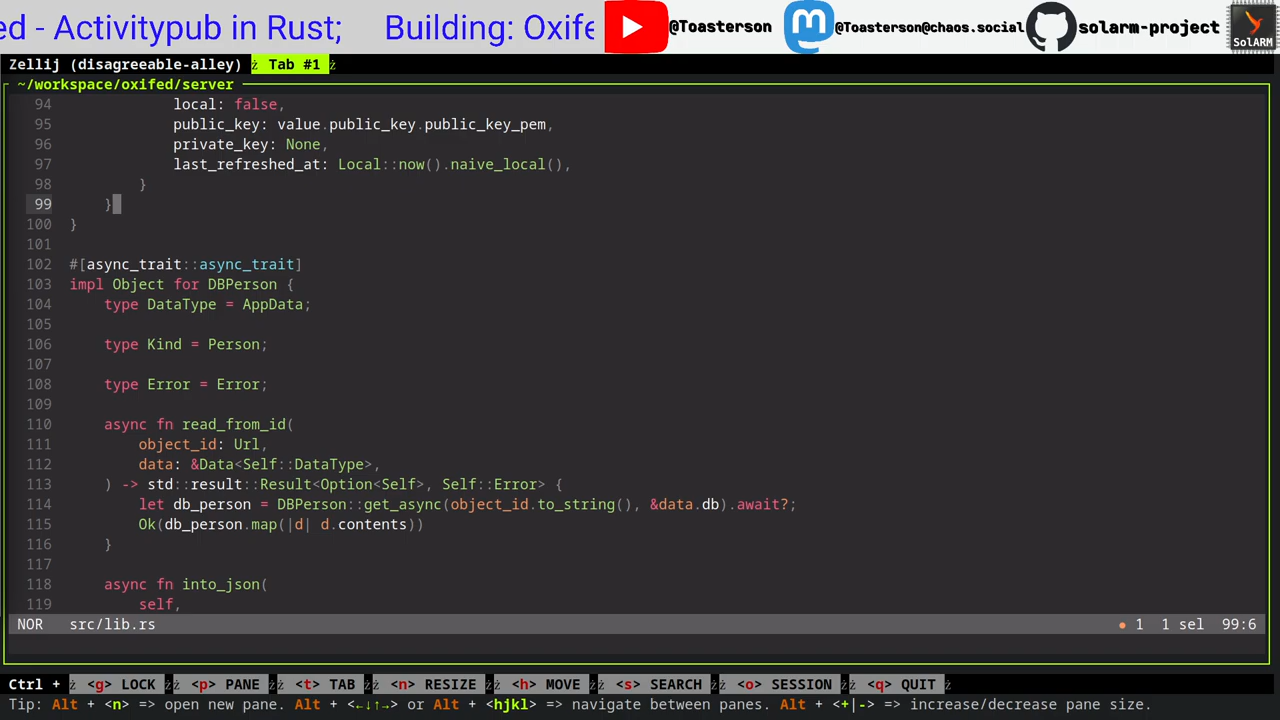 ed - Activitypub in Rust;    Building: Oxife
@Toasterson
@Toasterson@chaos.social
solarm-project
SolARM
Zellij (disagreeable-alley)  Tab #1
~/workspace/oxifed/server
94             local: false,
95             public_key: value.public_key.public_key_pem,
96             private_key: None,
97             last_refreshed_at: Local::now().naive_local(),
98         }
99     }
100 }
101
102 #[async_trait::async_trait]
103 impl Object for DBPerson {
104     type DataType = AppData;
105
106     type Kind = Person;
107
108     type Error = Error;
109
110     async fn read_from_id(
111         object_id: Url,
112         data: &Data<Self::DataType>,
113     ) -> std::result::Result<Option<Self>, Self::Error> {
114         let db_person = DBPerson::get_async(object_id.to_string(), &data.db).await?;
115         Ok(db_person.map(|d| d.contents))
116     }
117
118     async fn into_json(
119         self,
NOR   src/lib.rs   ● 1  1 sel  99:6
Ctrl +  <g> LOCK  <p> PANE  <t> TAB  <n> RESIZE  <h> MOVE  <s> SEARCH  <o> SESSION  <q> QUIT
Tip: Alt + <n> => open new pane. Alt + <←↓↑→> or Alt + <hjkl> => navigate between panes. Alt + <+|-> => increase/decrease pane size.